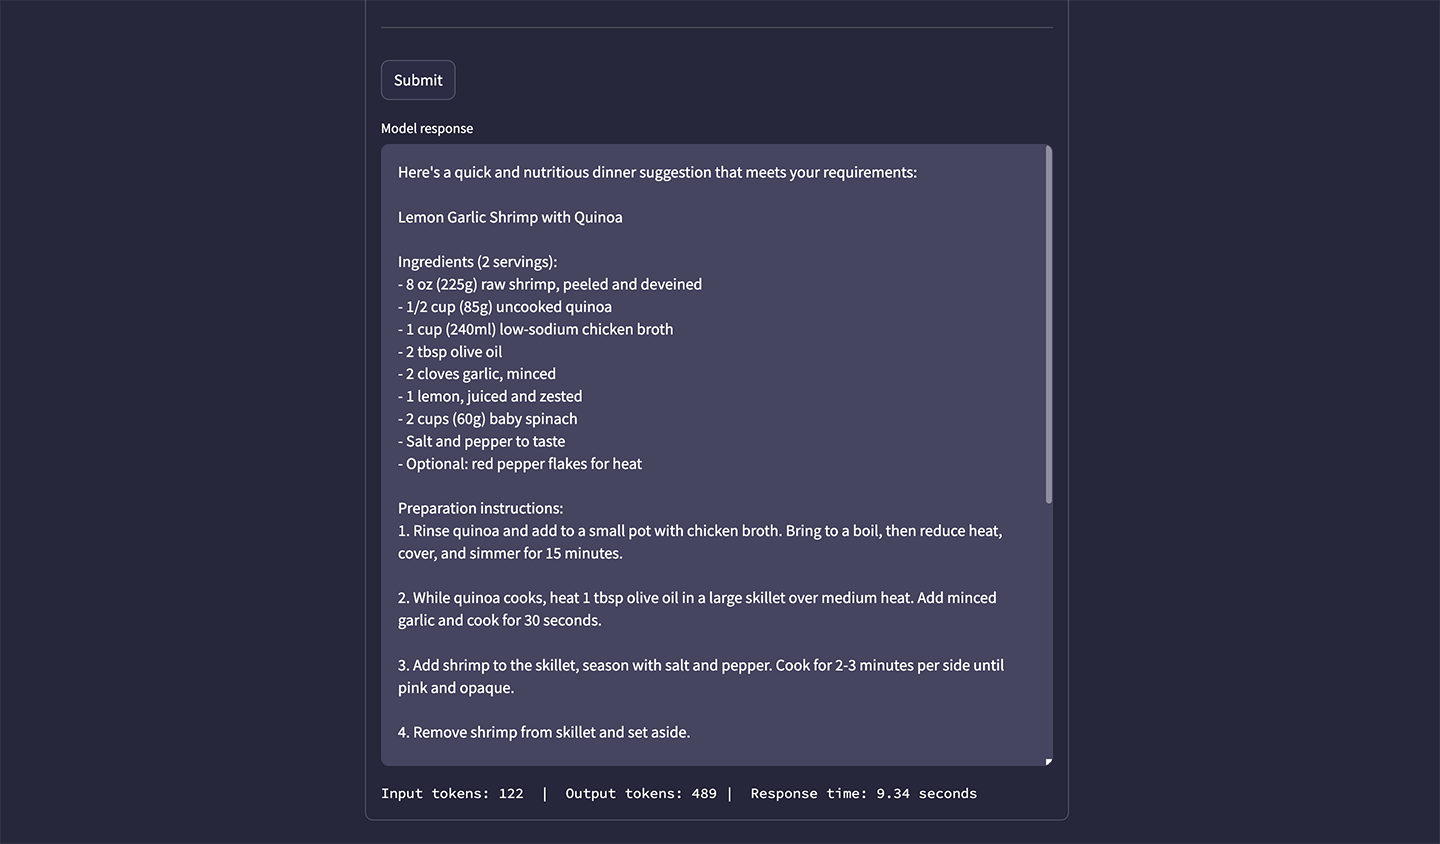 Submit
Model response
Here's a quick and nutritious dinner suggestion that meets your requirements:
Lemon Garlic Shrimp with Quinoa
Ingredients (2 servings):
- 8 oz (225g) raw shrimp, peeled and deveined
- 1/2 cup (85g) uncooked quinoa
- 1 cup (240ml) low-sodium chicken broth
- 2 tbsp olive oil
- 2 cloves garlic, minced
- 1 lemon, juiced and zested
- 2 cups (60g) baby spinach
- Salt and pepper to taste
- Optional: red pepper flakes for heat
Preparation instructions:
1. Rinse quinoa and add to a small pot with chicken broth. Bring to a boil, then reduce heat,
cover, and simmer for 15 minutes.
2. While quinoa cooks, heat 1 tbsp olive oil in a large skillet over medium heat. Add minced
garlic and cook for 30 seconds.
3. Add shrimp to the skillet, season with salt and pepper. Cook for 2-3 minutes per side until
pink and opaque.
4. Remove shrimp from skillet and set aside.
Input tokens: 122 | Output tokens: 489 | Response time: 9.34 seconds